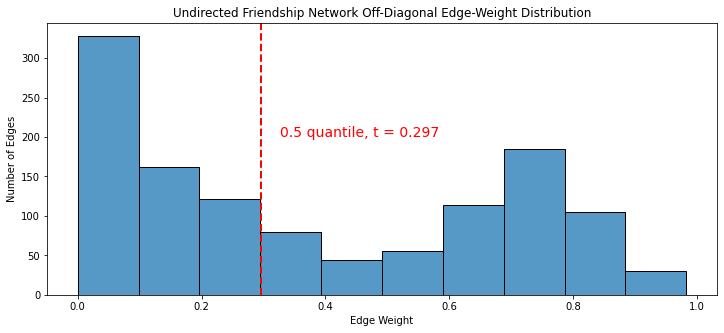 Undirected Friendship Network Off-Diagonal Edge-Weight Distribution
Number of Edges
300
250
200
150
100
50
0
0.5 quantile, t = 0.297
0.0 0.2 0.4 0.6 0.8 1.0
Edge Weight